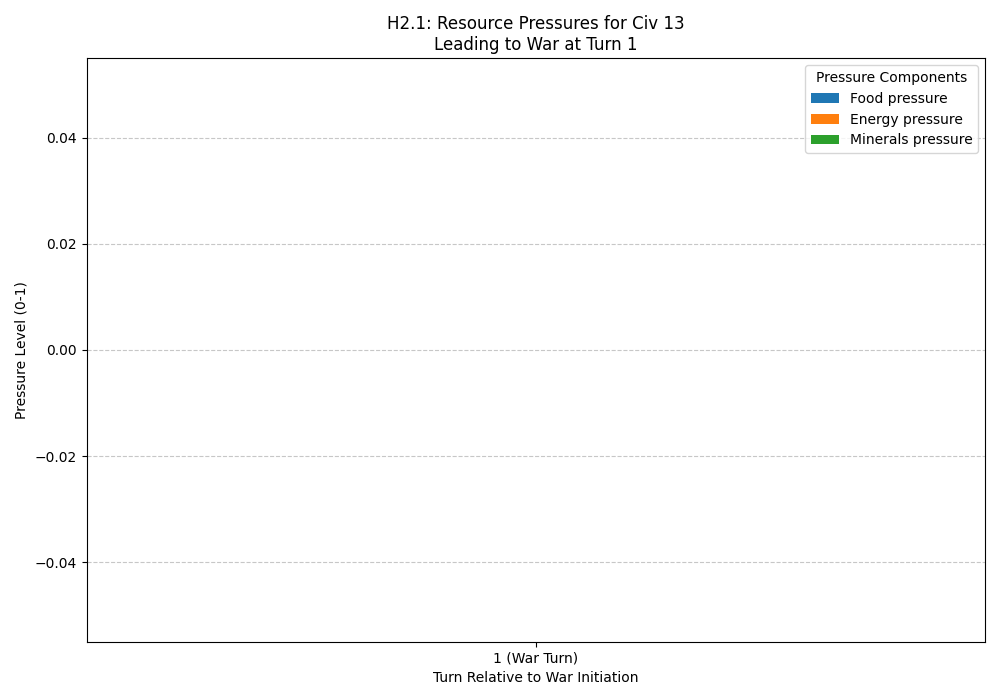 H2.1: Resource Pressures for Civ 13
Leading to War at Turn 1
Pressure Components
Food pressure
Energy pressure
Minerals pressure
Pressure Level (0-1)
0.04
0.02
0.00
−0.02
−0.04
1 (War Turn)
Turn Relative to War Initiation